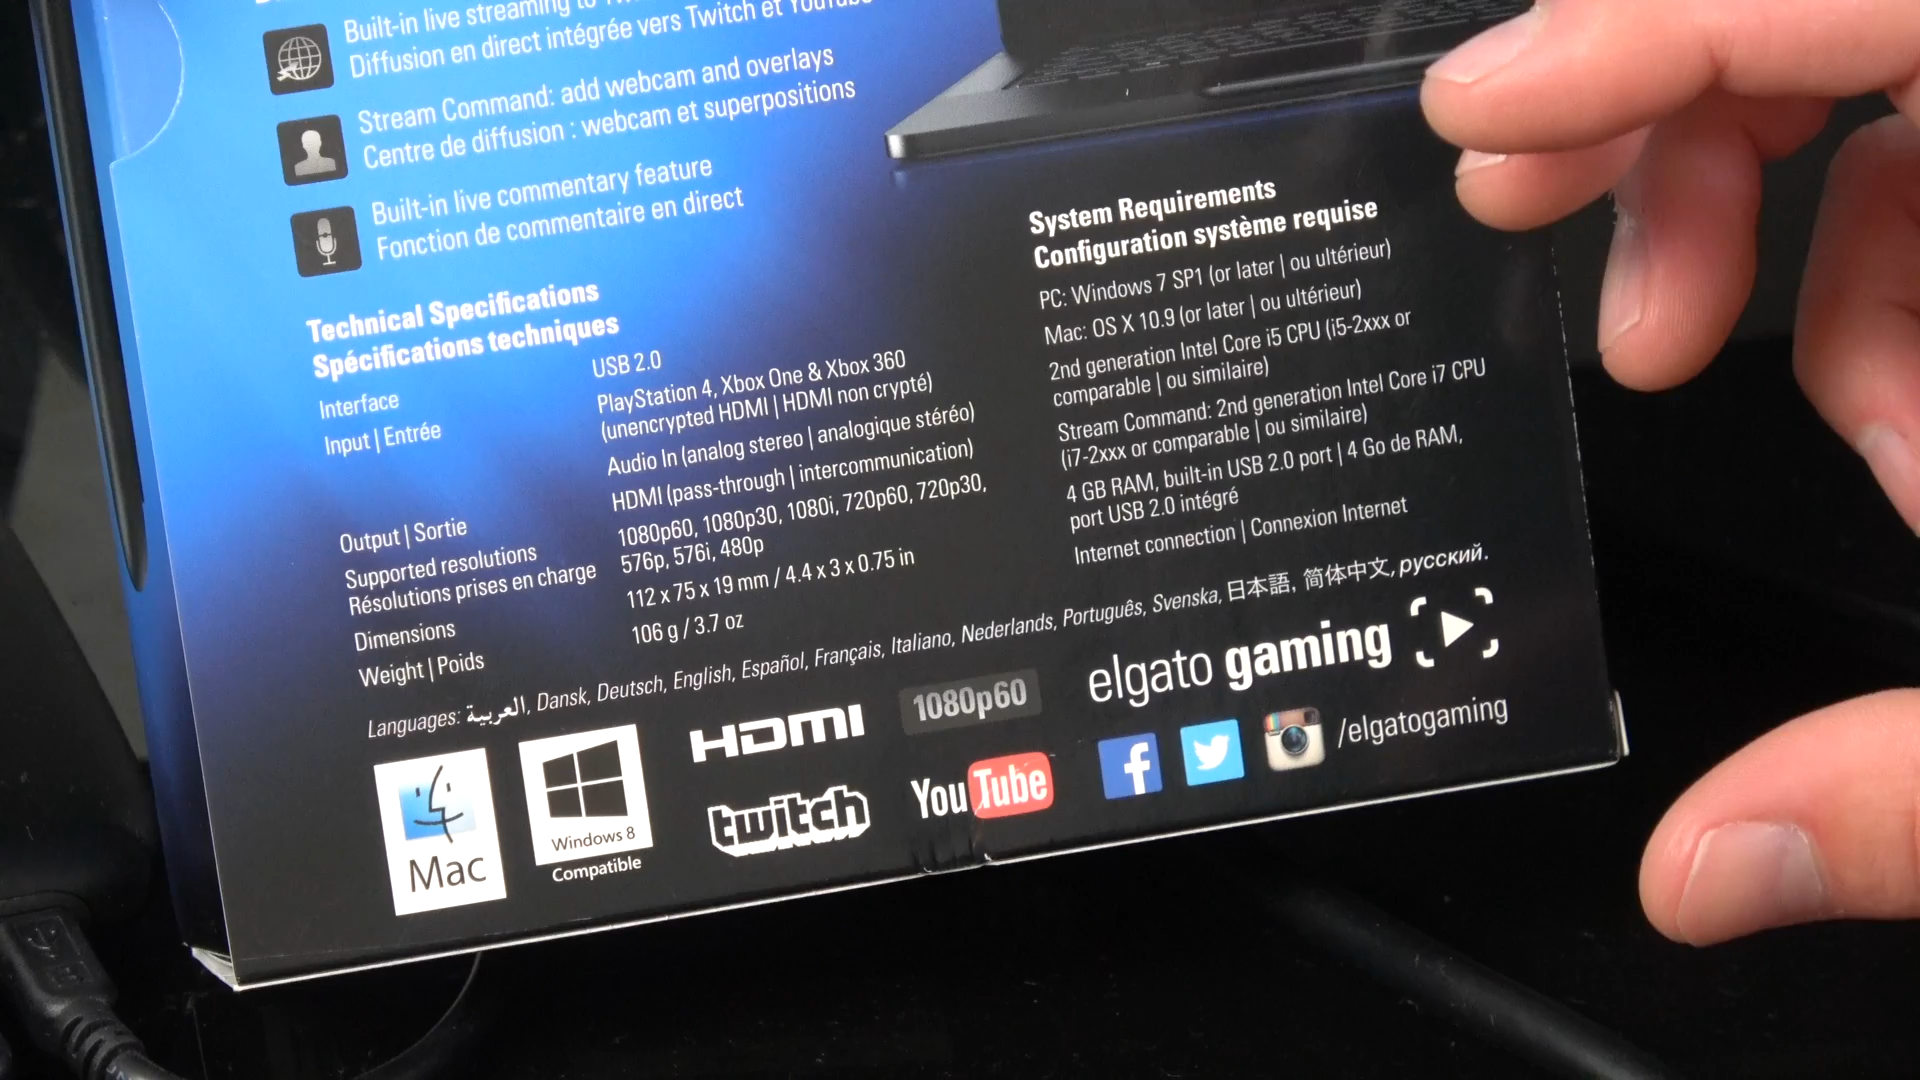 Built-in live streaming to
Diffusion en direct intégrée vers Twitch et YouTube
Stream Command: add webcam and overlays
Centre de diffusion : webcam et superpositions
Built-in live commentary feature
Fonction de commentaire en direct
Technical Specifications
Spécifications techniques
Interface
USB 2.0
Input | Entrée
PlayStation 4, Xbox One & Xbox 360
(unencrypted HDMI | HDMI non crypté)
Audio In (analog stereo | analogique stéréo)
Output | Sortie
HDMI (pass-through | intercommunication)
Supported resolutions
Résolutions prises en charge
1080p60, 1080p30, 1080i, 720p60, 720p30,
576p, 576i, 480p
Dimensions
112 x 75 x 19 mm / 4.4 x 3 x 0.75 in
Weight | Poids
106 g / 3.7 oz
System Requirements
Configuration système requise
PC: Windows 7 SP1 (or later | ou ultérieur)
Mac: OS X 10.9 (or later | ou ultérieur)
2nd generation Intel Core i5 CPU (i5-2xxx or
comparable | ou similaire)
Stream Command: 2nd generation Intel Core i7 CPU
(i7-2xxx or comparable | ou similaire)
4 GB RAM, built-in USB 2.0 port | 4 Go de RAM,
port USB 2.0 intégré
Internet connection | Connexion Internet
Languages: العربية, Dansk, Deutsch, English, Español, Français, Italiano, Nederlands, Português, Svenska, 日本語, 简体中文, русский.
Mac
Windows 8
Compatible
HDMI
1080p60
twitch
YouTube
elgato gaming
/elgatogaming